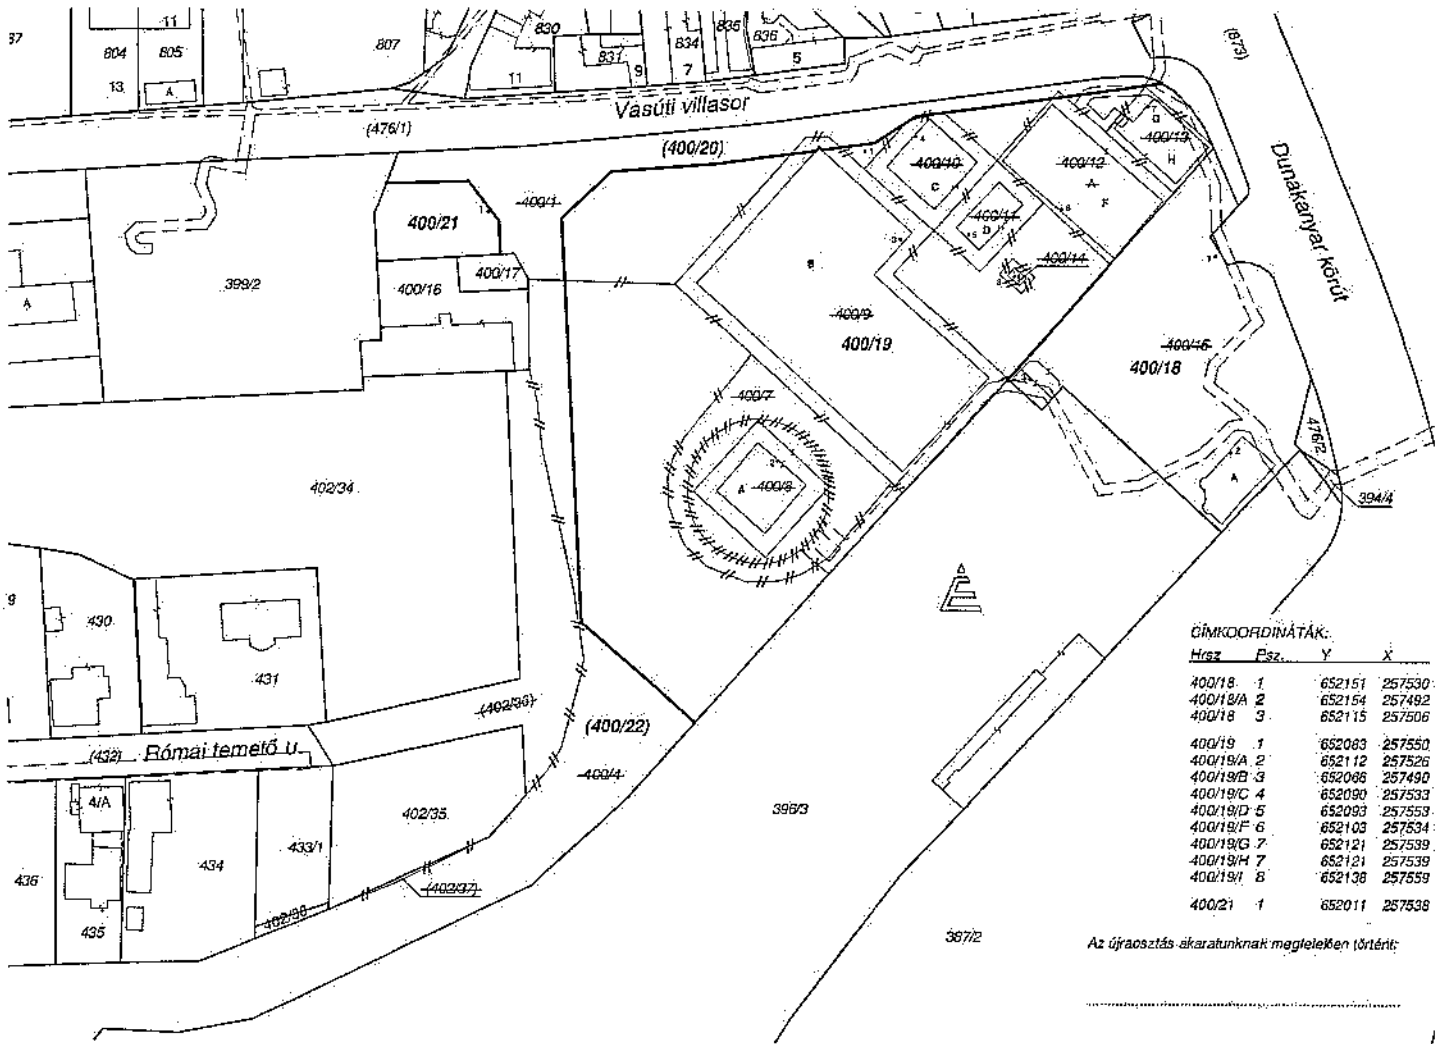 11
830
835
836
87
804
805
807
831
834
5
13
A
11
9
7
(873)
Vasúti villasor
(476/1)
(400/20)
400/13
G
H
400/10
C
400/12
A
F
Dunakanyar körút
400/1
400/21
400/11
D
400/14
399/2
400/17
400/16
A
B
400/9
400/19
400/15
400/18
400/7
476/2
A
400/8
A
394/4
402/34
9
430
431
(402/36)
(400/22)
400/4
(432)
Római temető u.
4/A
402/35
396/3
433/1
434
436
(402/37)
402/38
435
387/2
CÍMKOORDINÁTÁK:
Hrsz Psz. Y X
400/18 1 652151 257530
400/18/A 2 652154 257492
400/18 3 652115 257506
400/19 1 652083 257550
400/19/A 2 652112 257526
400/19/B 3 652066 257490
400/19/C 4 652090 257533
400/19/D 5 652093 257553
400/19/F 6 652103 257534
400/19/G 7 652121 257539
400/19/H 7 652121 257539
400/19/I 8 652138 257559
400/21 1 652011 257538
Az újraosztás akaratunknak megfelelően történt: